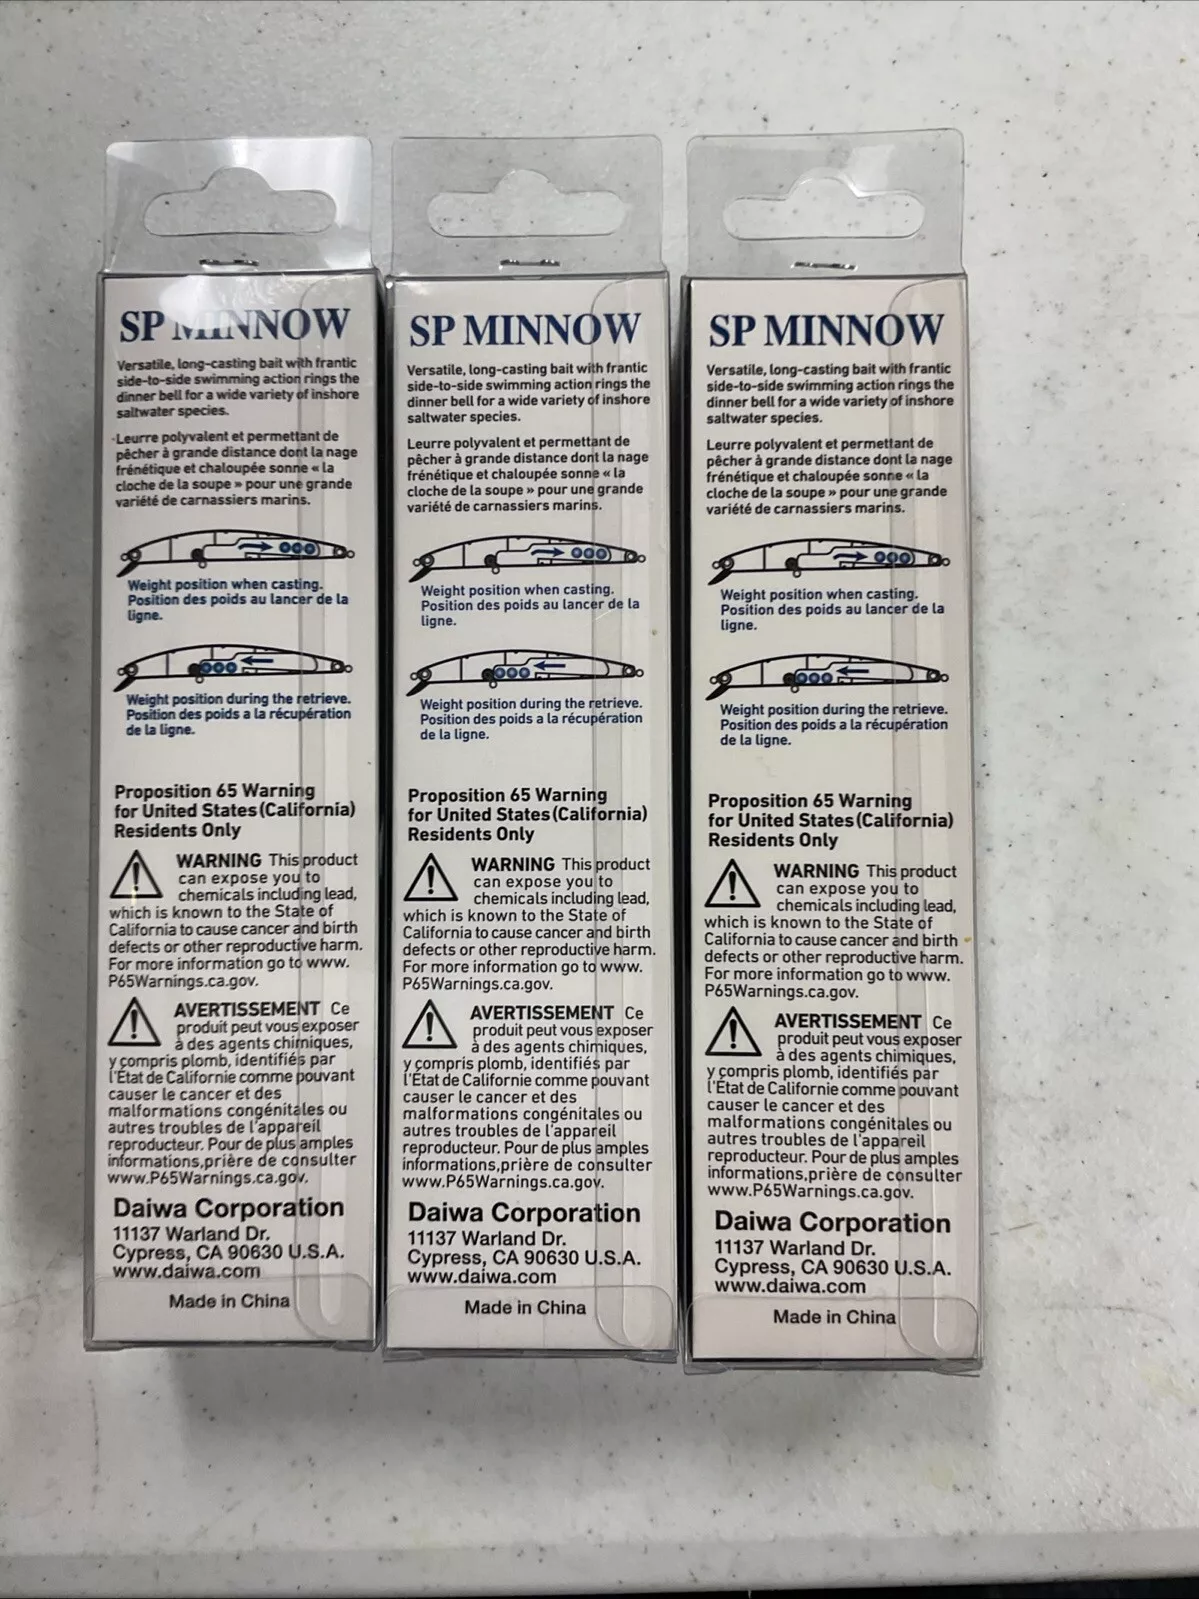 SP MINNOW
Versatile, long-casting bait with frantic
side-to-side swimming action rings the
dinner bell for a wide variety of inshore
saltwater species.
Leurre polyvalent et permettant de
pêcher à grande distance dont la nage
frénétique et chaloupée sonne « la
cloche de la soupe » pour une grande
variété de carnassiers marins.
Weight position when casting.
Position des poids au lancer de la
ligne.
Weight position during the retrieve.
Position des poids a la récupération
de la ligne.
Proposition 65 Warning
for United States (California)
Residents Only
WARNING This product
can expose you to
chemicals including lead,
which is known to the State of
California to cause cancer and birth
defects or other reproductive harm.
For more information go to www.
P65Warnings.ca.gov.
AVERTISSEMENT Ce
produit peut vous exposer
à des agents chimiques,
y compris plomb, identifiés par
l'État de Californie comme pouvant
causer le cancer et des
malformations congénitales ou
autres troubles de l'appareil
reproducteur. Pour de plus amples
informations,prière de consulter
www.P65Warnings.ca.gov.
Daiwa Corporation
11137 Warland Dr.
Cypress, CA 90630 U.S.A.
www.daiwa.com
Made in China
SP MINNOW
Versatile, long-casting bait with frantic
side-to-side swimming action rings the
dinner bell for a wide variety of inshore
saltwater species.
Leurre polyvalent et permettant de
pêcher à grande distance dont la nage
frénétique et chaloupée sonne « la
cloche de la soupe » pour une grande
variété de carnassiers marins.
Weight position when casting.
Position des poids au lancer de la
ligne.
Weight position during the retrieve.
Position des poids a la récupération
de la ligne.
Proposition 65 Warning
for United States (California)
Residents Only
WARNING This product
can expose you to
chemicals including lead,
which is known to the State of
California to cause cancer and birth
defects or other reproductive harm.
For more information go to www.
P65Warnings.ca.gov.
AVERTISSEMENT Ce
produit peut vous exposer
à des agents chimiques,
y compris plomb, identifiés par
l'État de Californie comme pouvant
causer le cancer et des
malformations congénitales ou
autres troubles de l'appareil
reproducteur. Pour de plus amples
informations,prière de consulter
www.P65Warnings.ca.gov.
Daiwa Corporation
11137 Warland Dr.
Cypress, CA 90630 U.S.A.
www.daiwa.com
Made in China
SP MINNOW
Versatile, long-casting bait with frantic
side-to-side swimming action rings the
dinner bell for a wide variety of inshore
saltwater species.
Leurre polyvalent et permettant de
pêcher à grande distance dont la nage
frénétique et chaloupée sonne « la
cloche de la soupe » pour une grande
variété de carnassiers marins.
Weight position when casting.
Position des poids au lancer de la
ligne.
Weight position during the retrieve.
Position des poids a la récupération
de la ligne.
Proposition 65 Warning
for United States (California)
Residents Only
WARNING This product
can expose you to
chemicals including lead,
which is known to the State of
California to cause cancer and birth
defects or other reproductive harm.
For more information go to www.
P65Warnings.ca.gov.
AVERTISSEMENT Ce
produit peut vous exposer
à des agents chimiques,
y compris plomb, identifiés par
l'État de Californie comme pouvant
causer le cancer et des
malformations congénitales ou
autres troubles de l'appareil
reproducteur. Pour de plus amples
informations,prière de consulter
www.P65Warnings.ca.gov.
Daiwa Corporation
11137 Warland Dr.
Cypress, CA 90630 U.S.A.
www.daiwa.com
Made in China